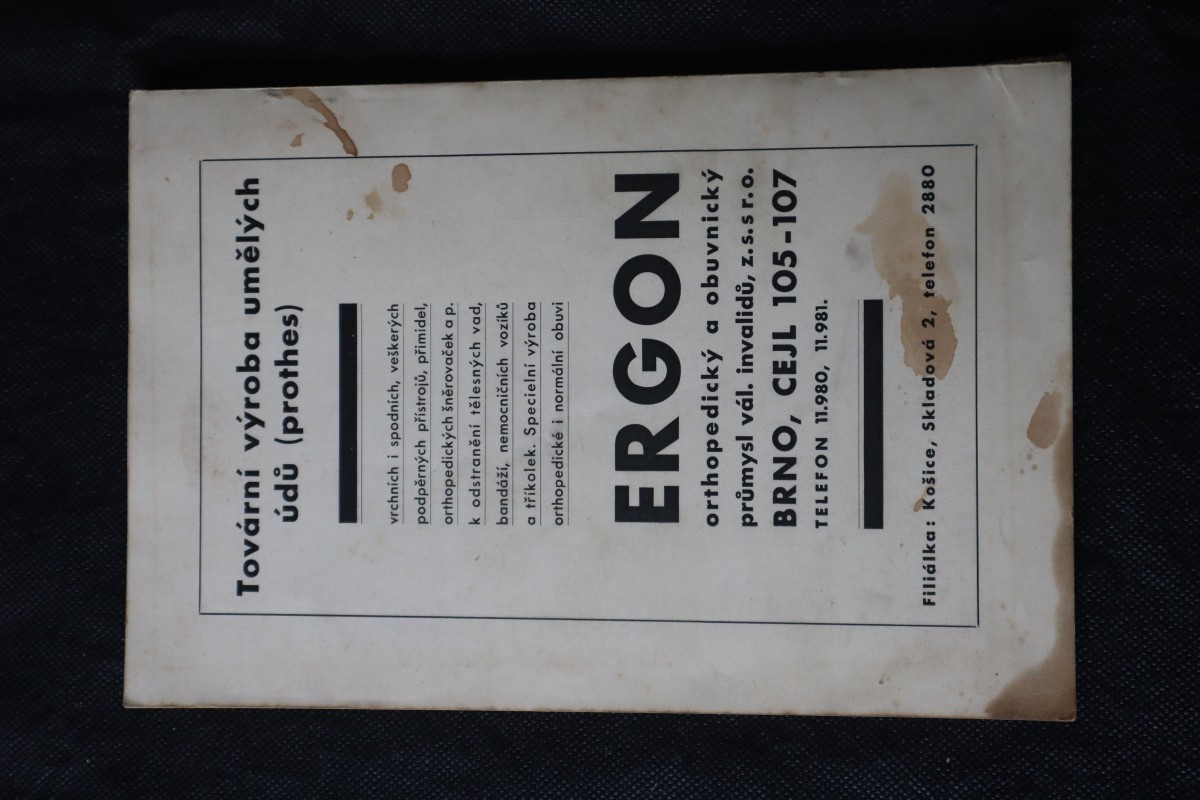 Tovární výroba umělých
údů (prothes)
vrchních i spodních, veškerých
podpěrných přístrojů, přimidel,
orthopedických šněrovaček a p.
k odstranění tělesných vad,
bandáží, nemocničních vozíků
a tříkolek. Specielní výroba
orthopedické i normální obuvi
ERGON
orthopedický a obuvnický
průmysl vál. invalidů, z.s.s r.o.
BRNO, CEJL 105-107
TELEFON 11.980, 11.981.
Filiálka: Košice, Skladová 2, telefon 2880